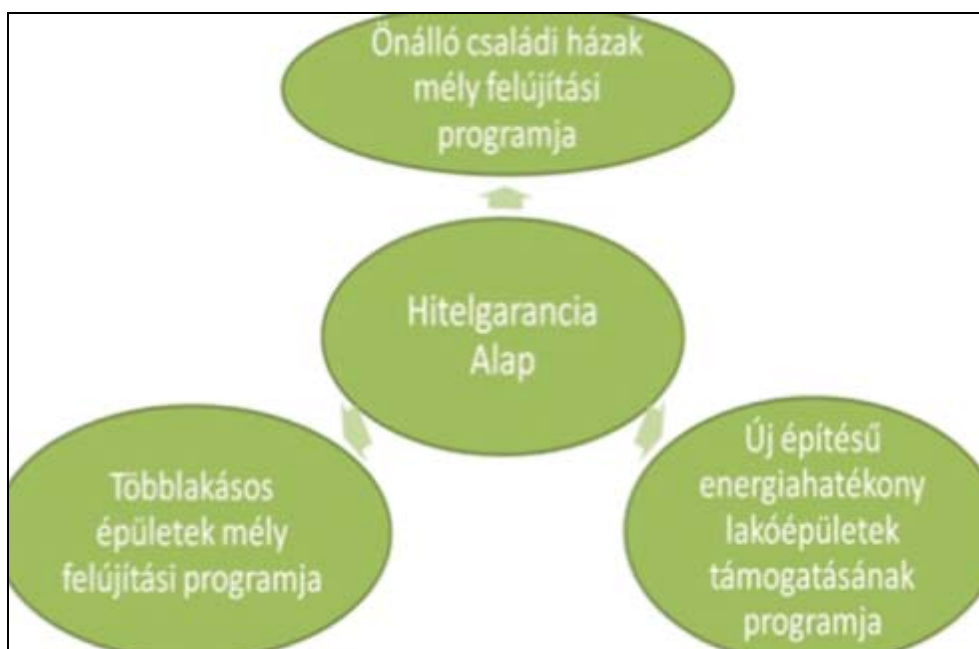 Önálló családi házak
mély felújítási
programja
Hitelgarancia
Alap
Többlakásos
épületek mély
felújítási programja
Új építésű
energiahatékony
lakóépületek
támogatásának
programja